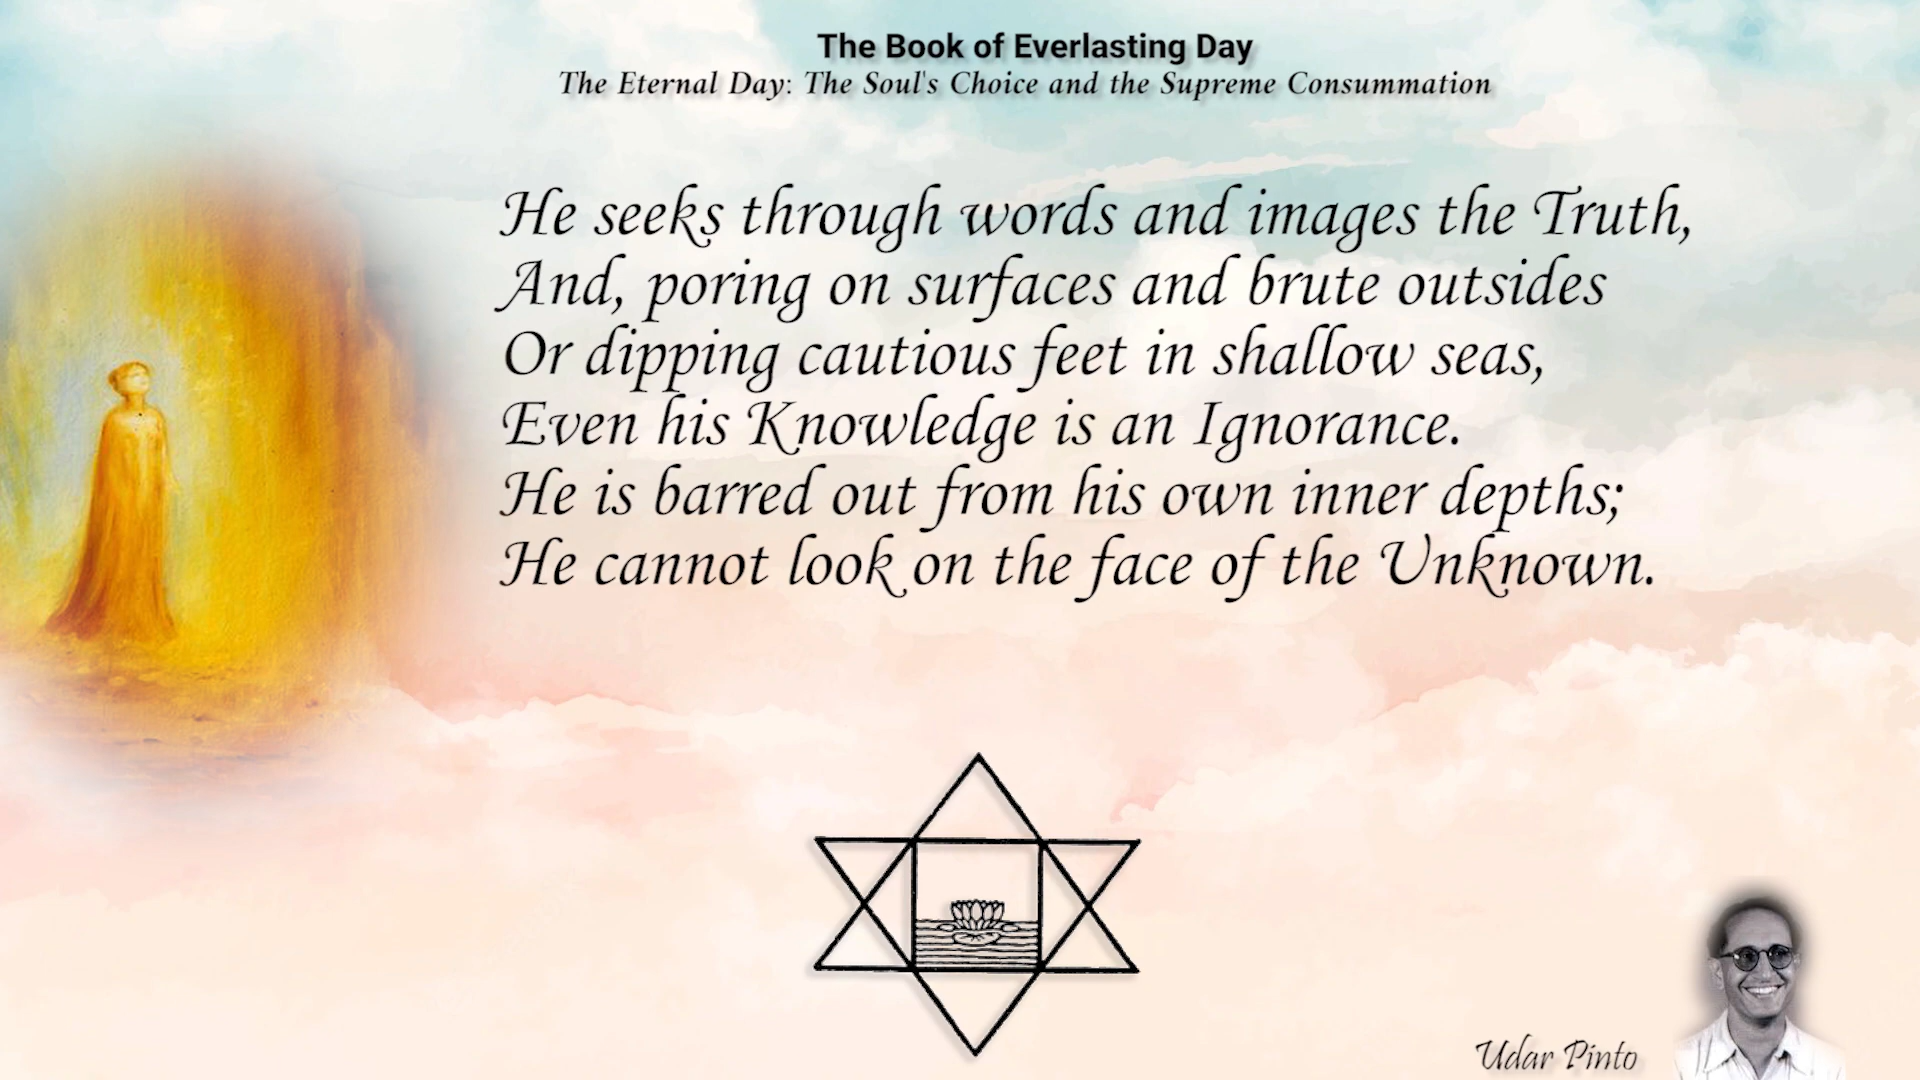 The Book of Everlasting Day
The Eternal Day: The Soul's Choice and the Supreme Consummation
He seeks through words and images the Truth,
And, poring on surfaces and brute outsides
Or dipping cautious feet in shallow seas,
Even his Knowledge is an Ignorance.
He is barred out from his own inner depths;
He cannot look on the face of the Unknown.
Udar Pinto